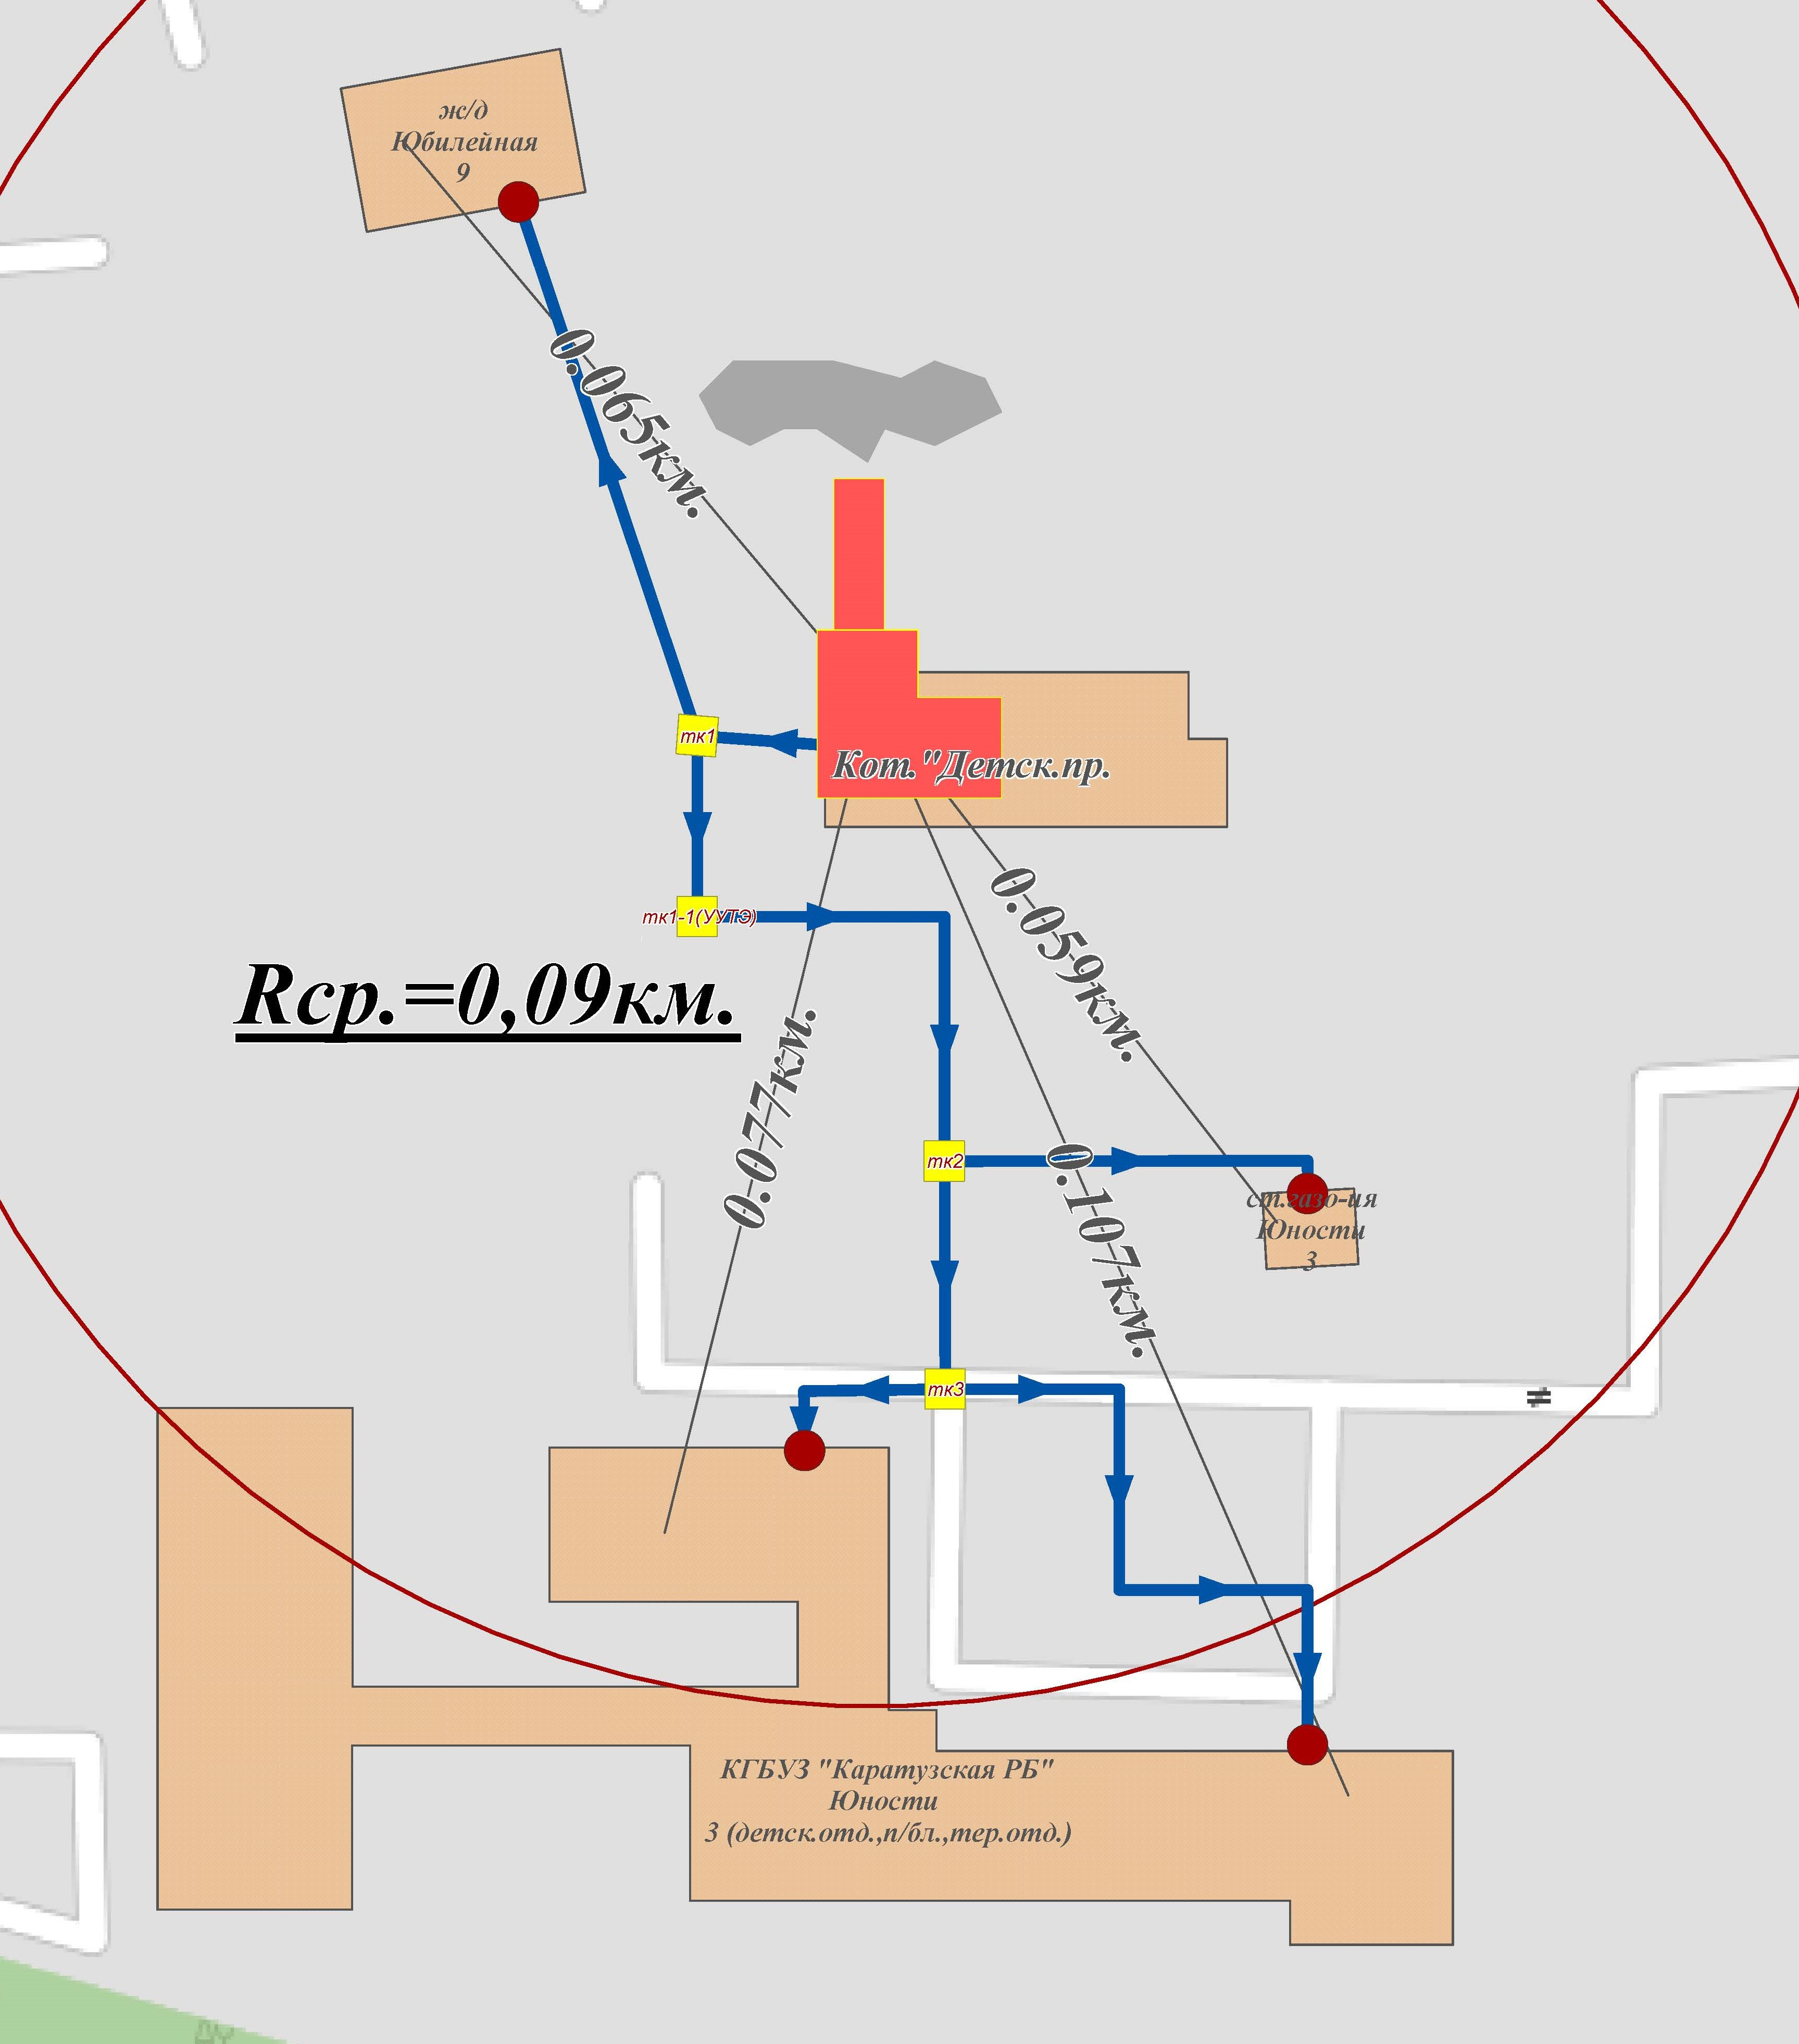 ж/д
Юбилейная
9
0.065км.
тк1
Кот."Детск.пр.
тк1-1(УУТЭ)
0.059км.
Rср.=0,09км.
0.077км.
тк2
0.107км.
ст.газо-ия
Юности
3
тк3
КГБУЗ "Каратузская РБ"
Юности
3 (детск.отд.,п/бл.,тер.отд.)